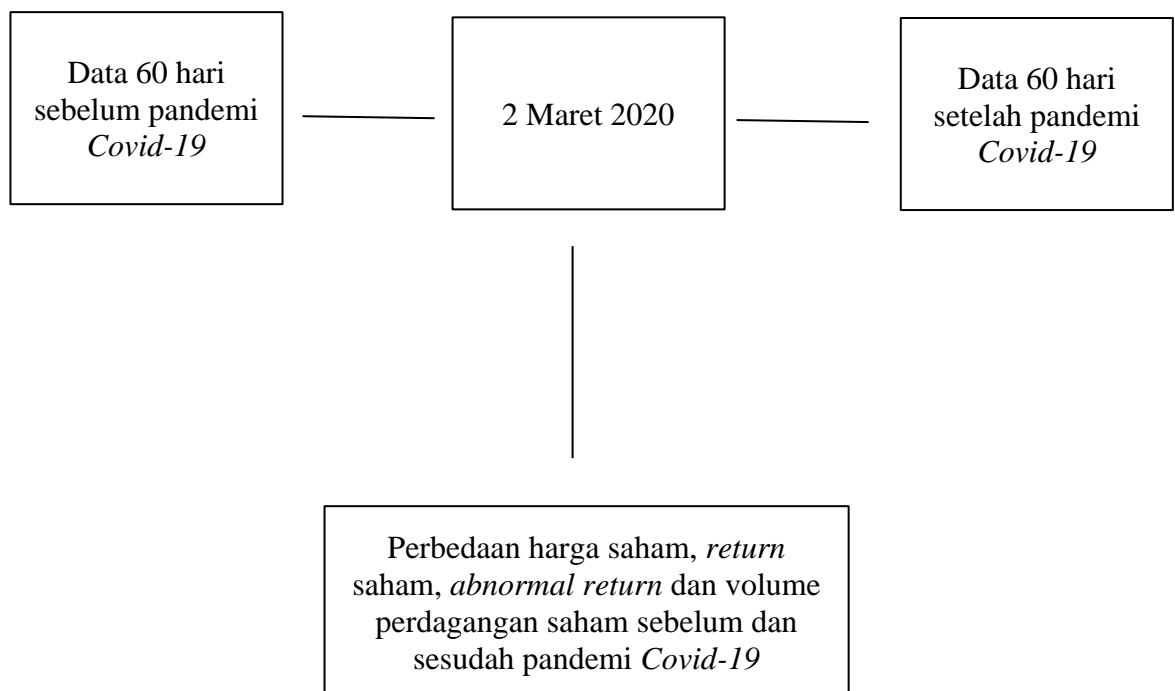 Data 60 hari
sebelum pandemi
Covid-19
2 Maret 2020
Data 60 hari
setelah pandemi
Covid-19
Perbedaan harga saham, return
saham, abnormal return dan volume
perdagangan saham sebelum dan
sesudah pandemi Covid-19